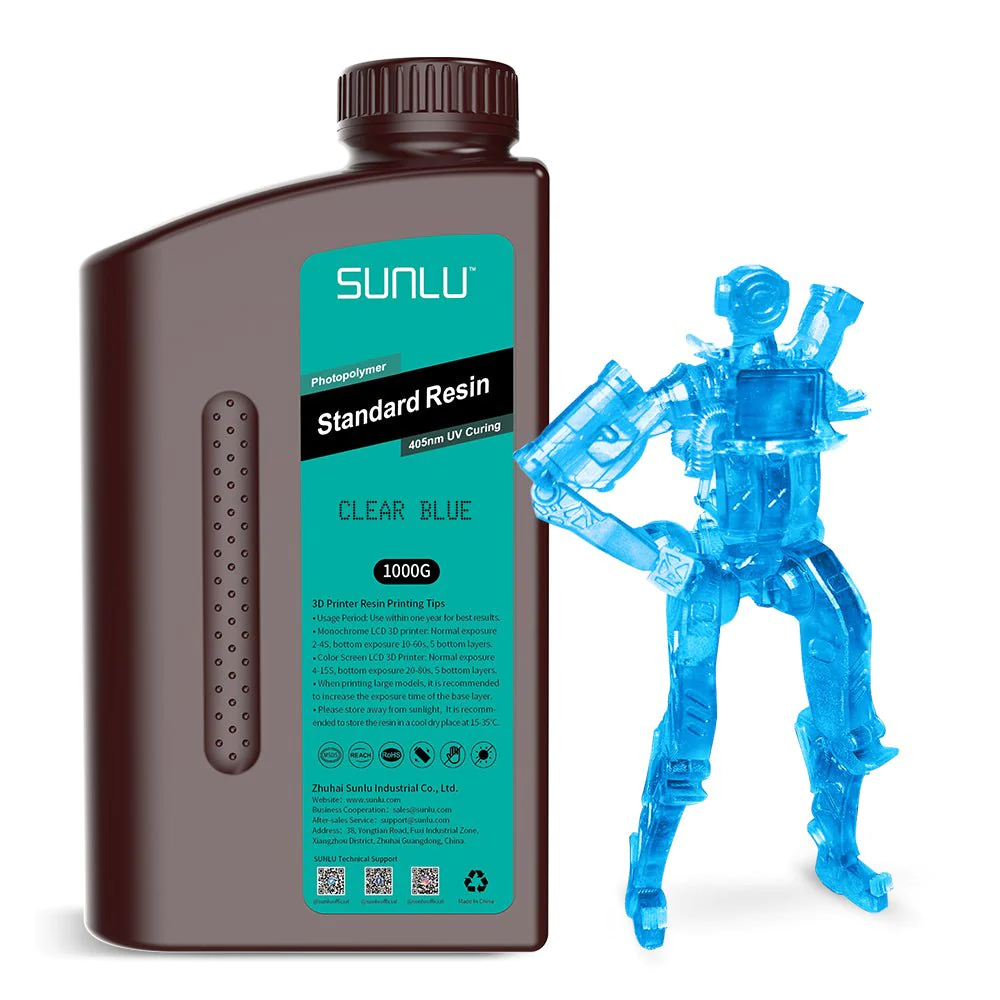 SUNLU™
Photopolymer
Standard Resin
405nm UV Curing
CLEAR BLUE
1000G
3D Printer Resin Printing Tips
• Usage Period: Use within one year for best results.
• Monochrome LCD 3D printer: Normal exposure
2-4S, bottom exposure 10-60s, 5 bottom layers.
• Color Screen LCD 3D Printer: Normal exposure
4-15S, bottom exposure 20-80s, 5 bottom layers.
• When printing large models, it is recommended
to increase the exposure time of the base layer.
• Please store away from sunlight, It is recomm-
ended to store the resin in a cool dry place at 15-35°C.
MSDS REACH RoHS
Zhuhai Sunlu Industrial Co., Ltd.
Website: www.sunlu.com
Business Cooperation: sales@sunlu.com
After-sales Service: support@sunlu.com
Address: 38, Yongtian Road, Fuxi Industrial Zone,
Xiangzhou District, Zhuhai Guangdong, China.
SUNLU Technical Support
@sunluofficial @sunluofficial @sunluofficial Made In China